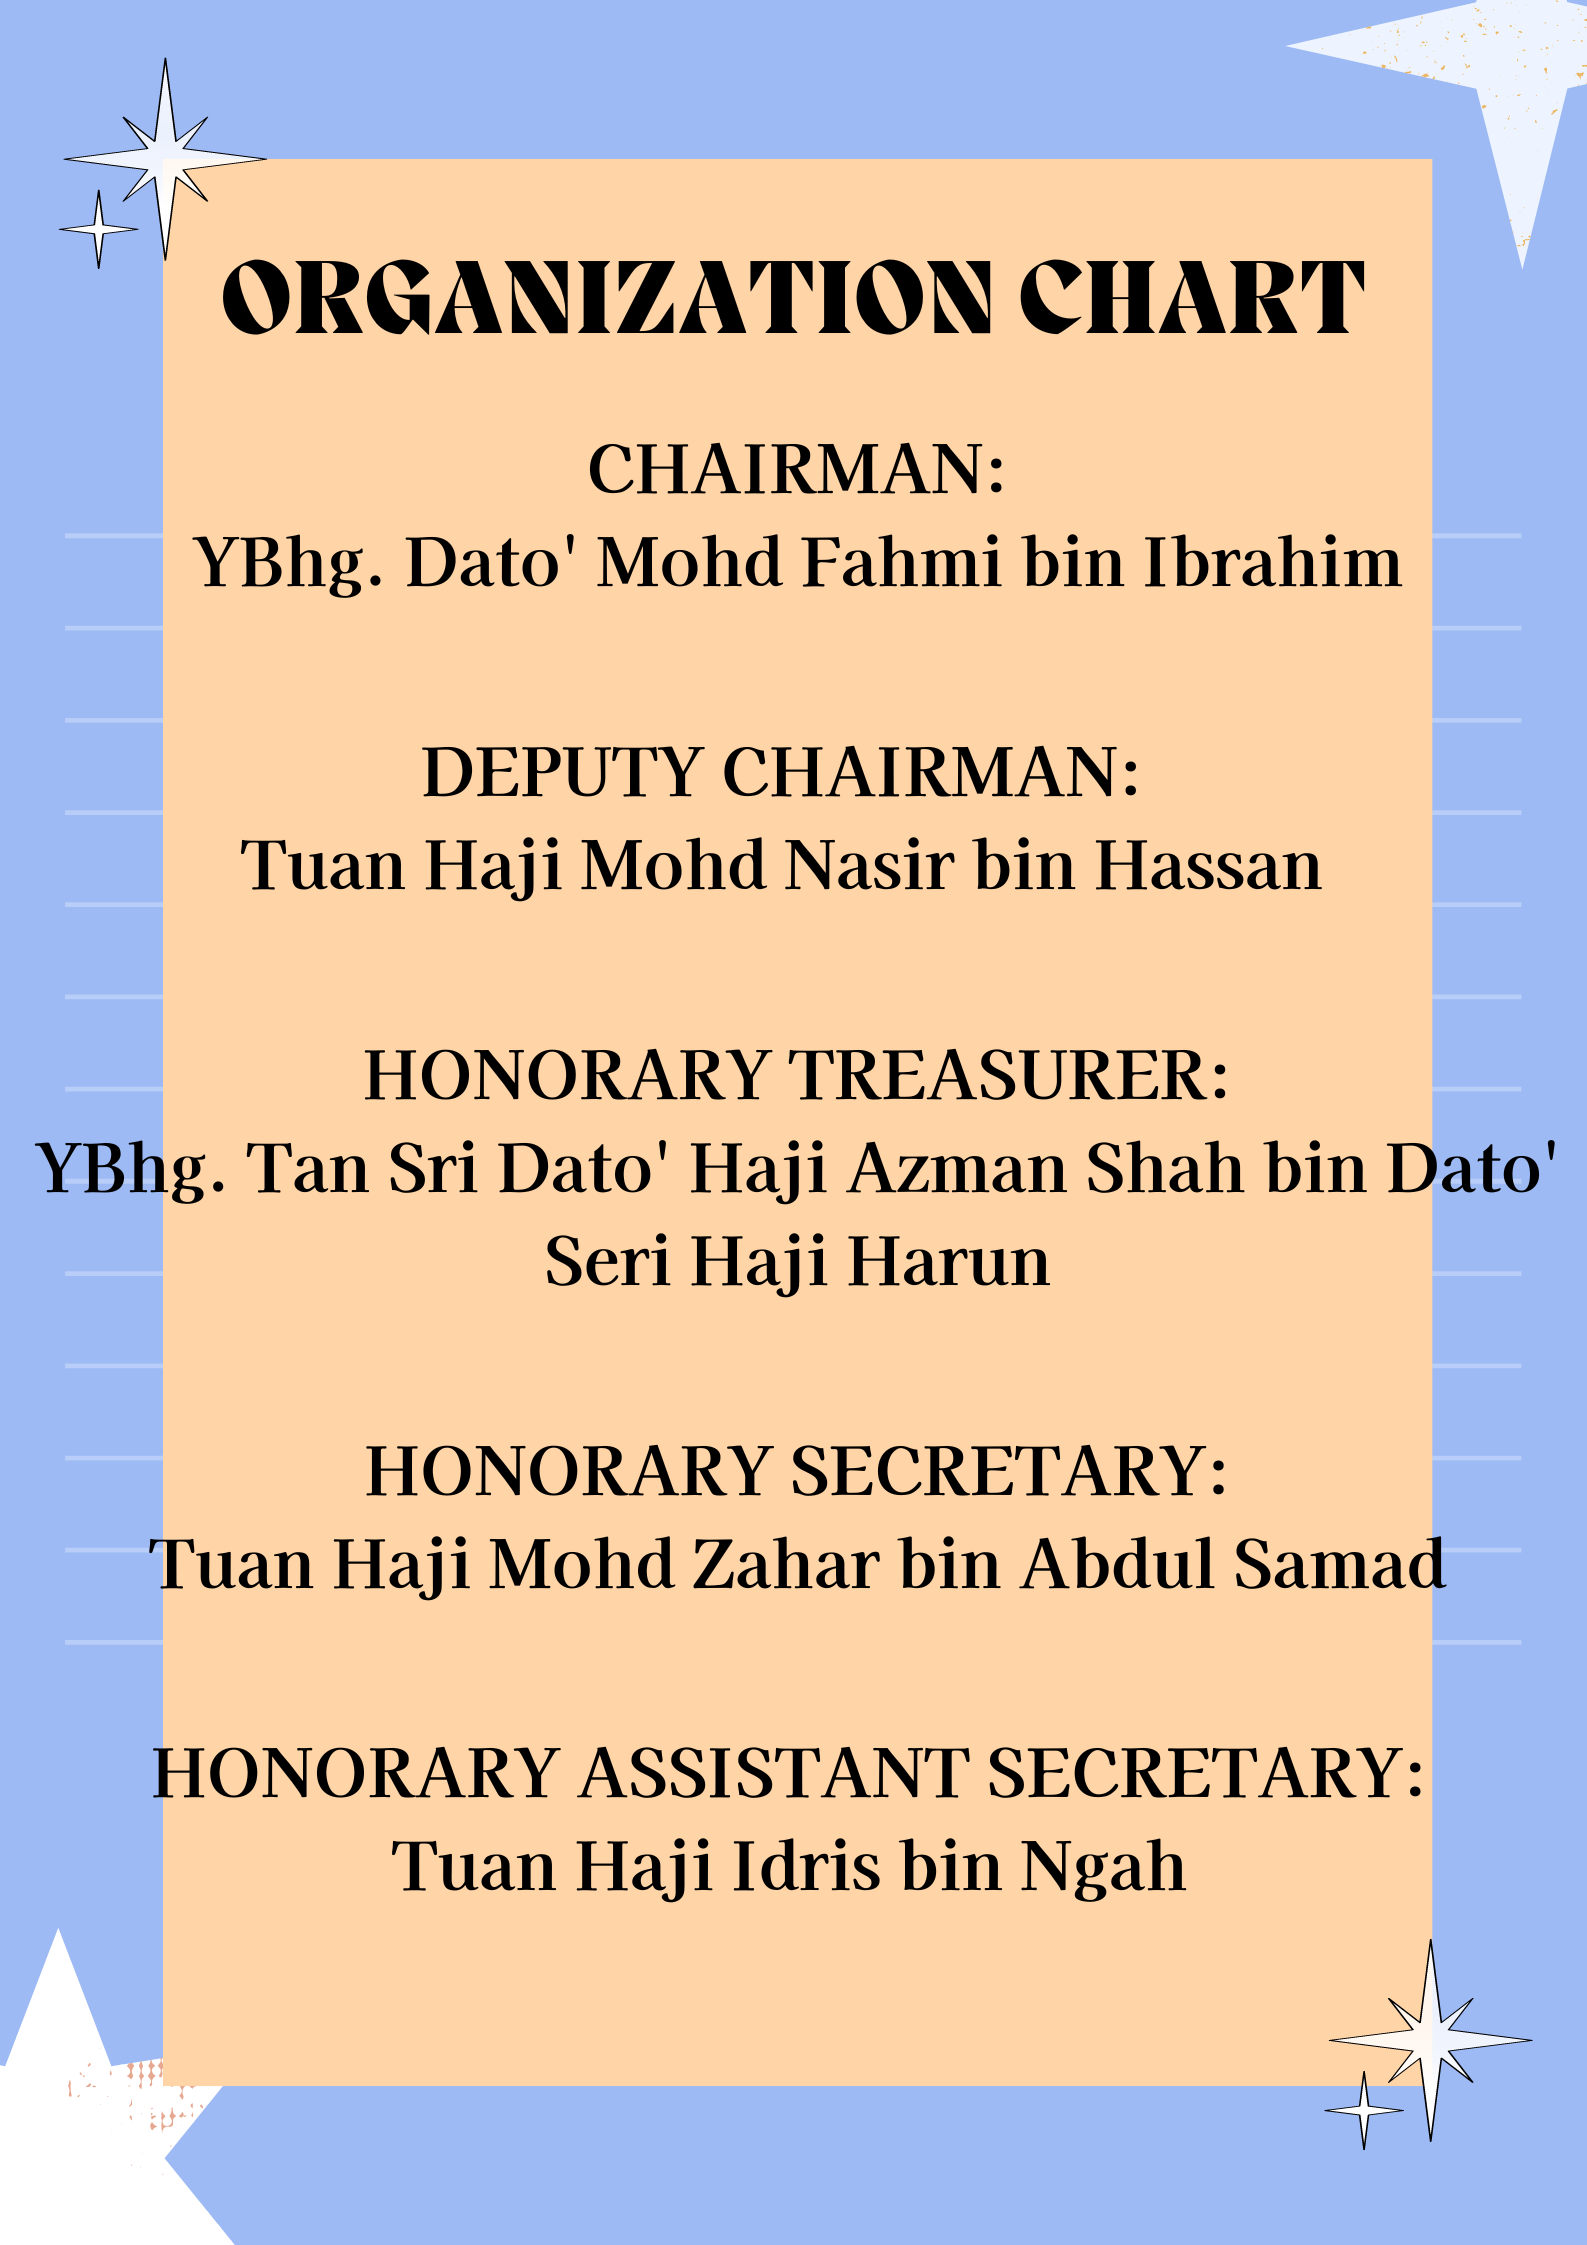 ORGANIZATION CHART
CHAIRMAN:
YBhg. Dato' Mohd Fahmi bin Ibrahim
DEPUTY CHAIRMAN:
Tuan Haji Mohd Nasir bin Hassan
HONORARY TREASURER:
YBhg. Tan Sri Dato' Haji Azman Shah bin Dato'
Seri Haji Harun
HONORARY SECRETARY:
Tuan Haji Mohd Zahar bin Abdul Samad
HONORARY ASSISTANT SECRETARY:
Tuan Haji Idris bin Ngah